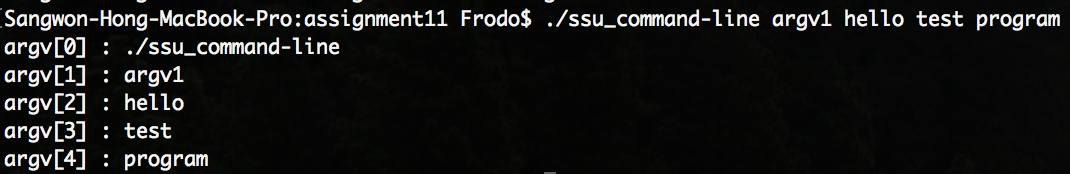 Sangwon-Hong-MacBook-Pro:assignment11 Frodo$ ./ssu_command-line argv1 hello test program
argv[0] : ./ssu_command-line
argv[1] : argv1
argv[2] : hello
argv[3] : test
argv[4] : program